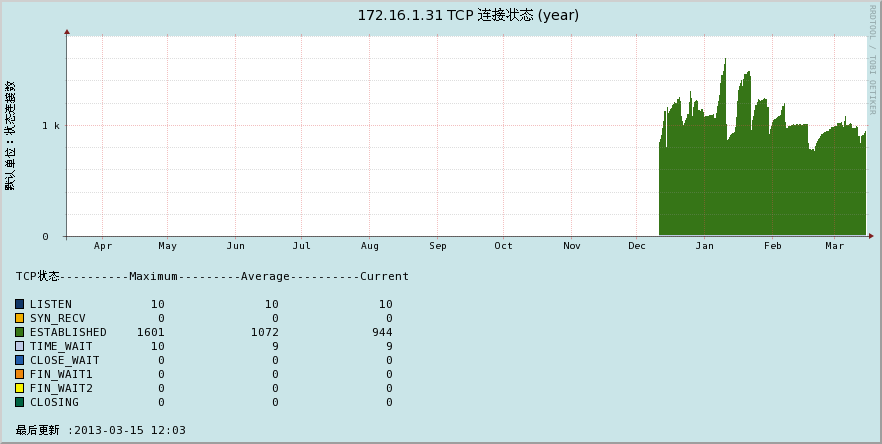 172.16.1.31 TCP 连接状态 (year)
RRDTOOL / TOBI OETIKER
默认单位：状态连接数
1 k
0
Apr May Jun Jul Aug Sep Oct Nov Dec Jan Feb Mar
TCP状态----------Maximum---------Average----------Current
LISTEN 10 10 10
SYN_RECV 0 0 0
ESTABLISHED 1601 1072 944
TIME_WAIT 10 9 9
CLOSE_WAIT 0 0 0
FIN_WAIT1 0 0 0
FIN_WAIT2 0 0 0
CLOSING 0 0 0
最后更新 :2013-03-15 12:03